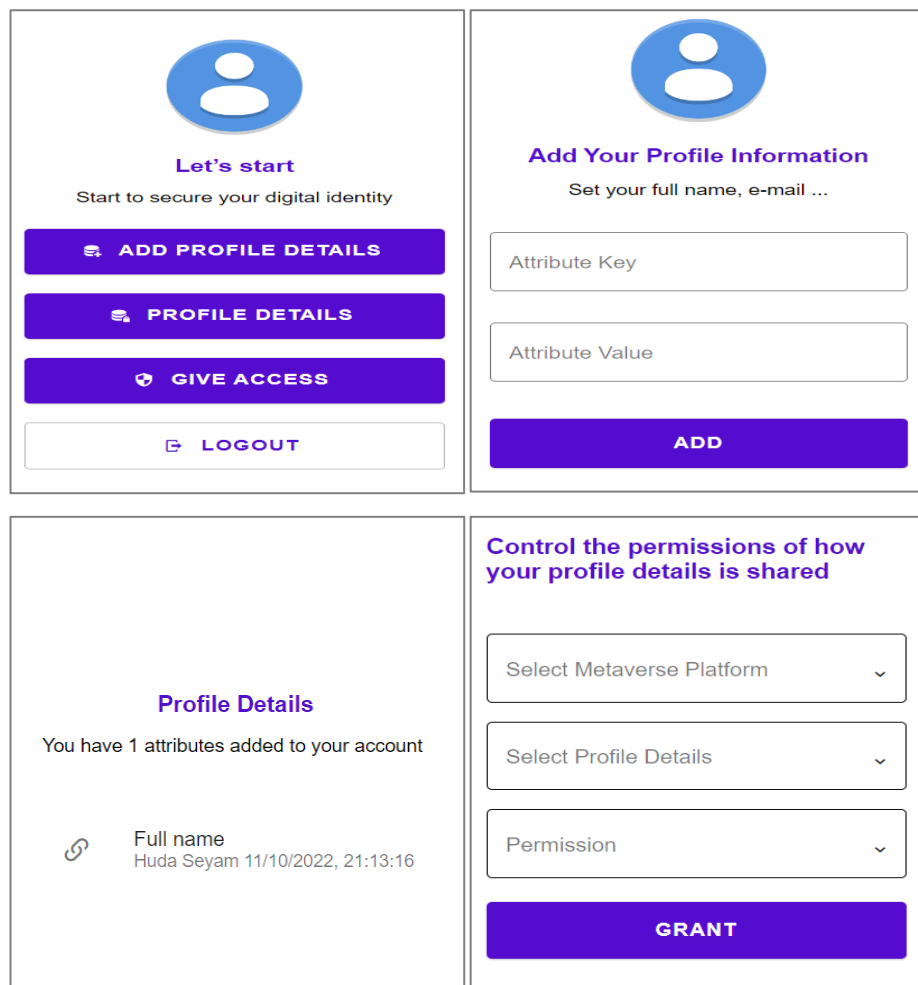 Let’s start
Start to secure your digital identity
ADD PROFILE DETAILS
PROFILE DETAILS
GIVE ACCESS
LOGOUT
Add Your Profile Information
Set your full name, e-mail ...
Attribute Key
Attribute Value
ADD
Profile Details
You have 1 attributes added to your account
Full name
Huda Seyam 11/10/2022, 21:13:16
Control the permissions of how
your profile details is shared
Select Metaverse Platform
Select Profile Details
Permission
GRANT